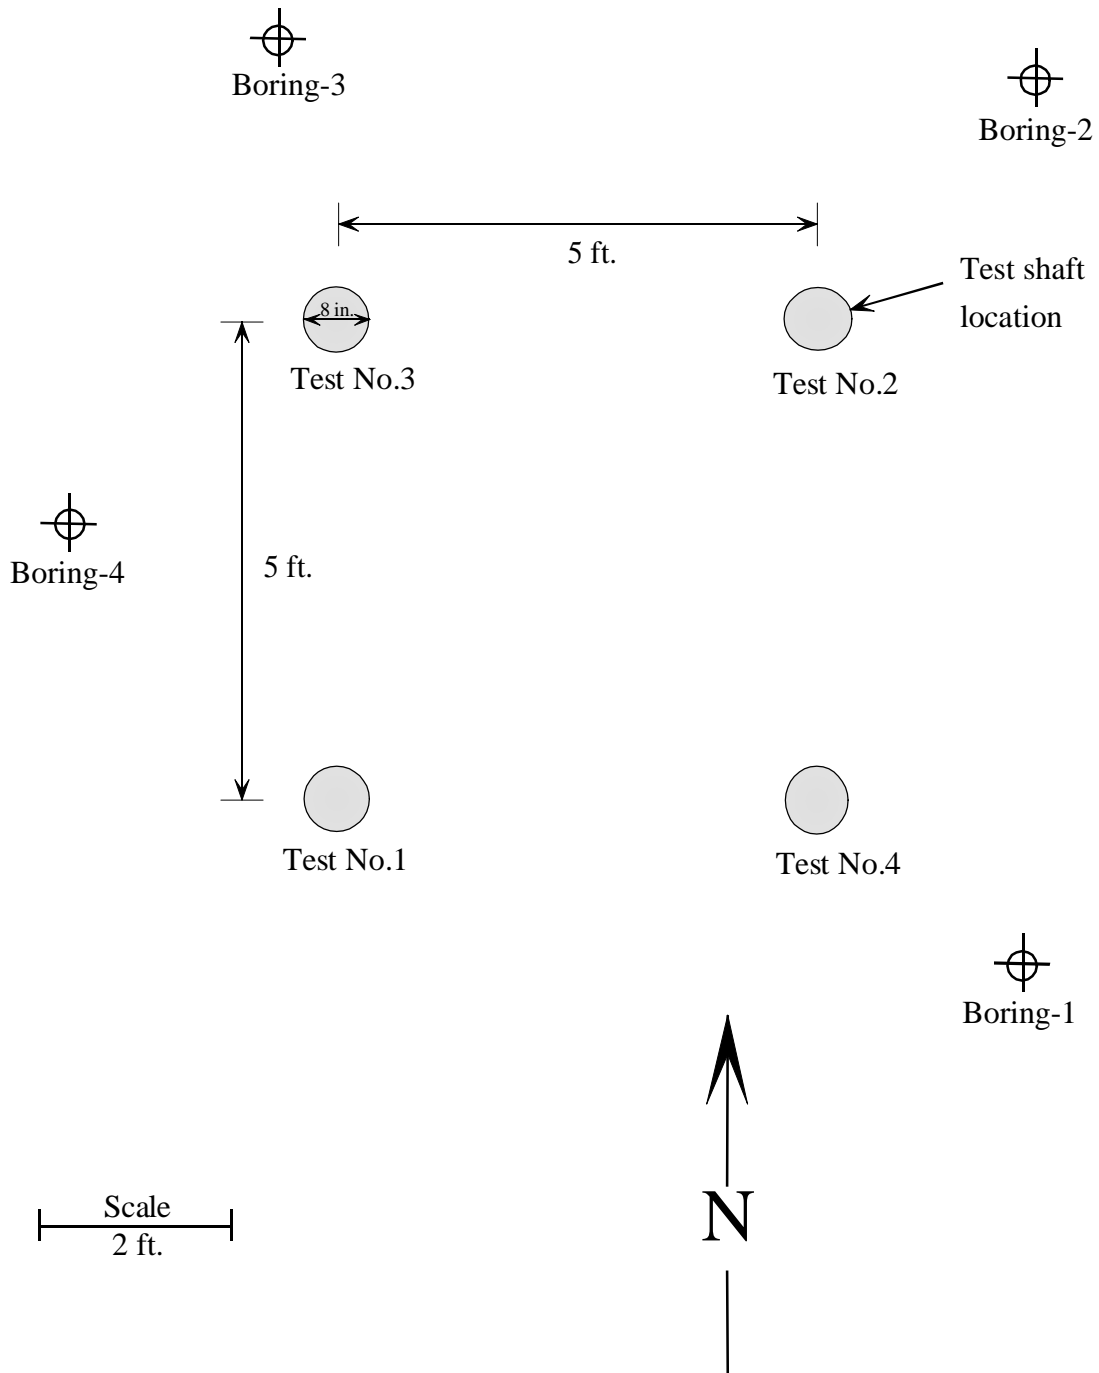 Boring-3
Boring-2
5 ft.
Test shaft
location
8 in.
Test No.3
Test No.2
Boring-4
5 ft.
Test No.1
Test No.4
Boring-1
N
Scale
2 ft.